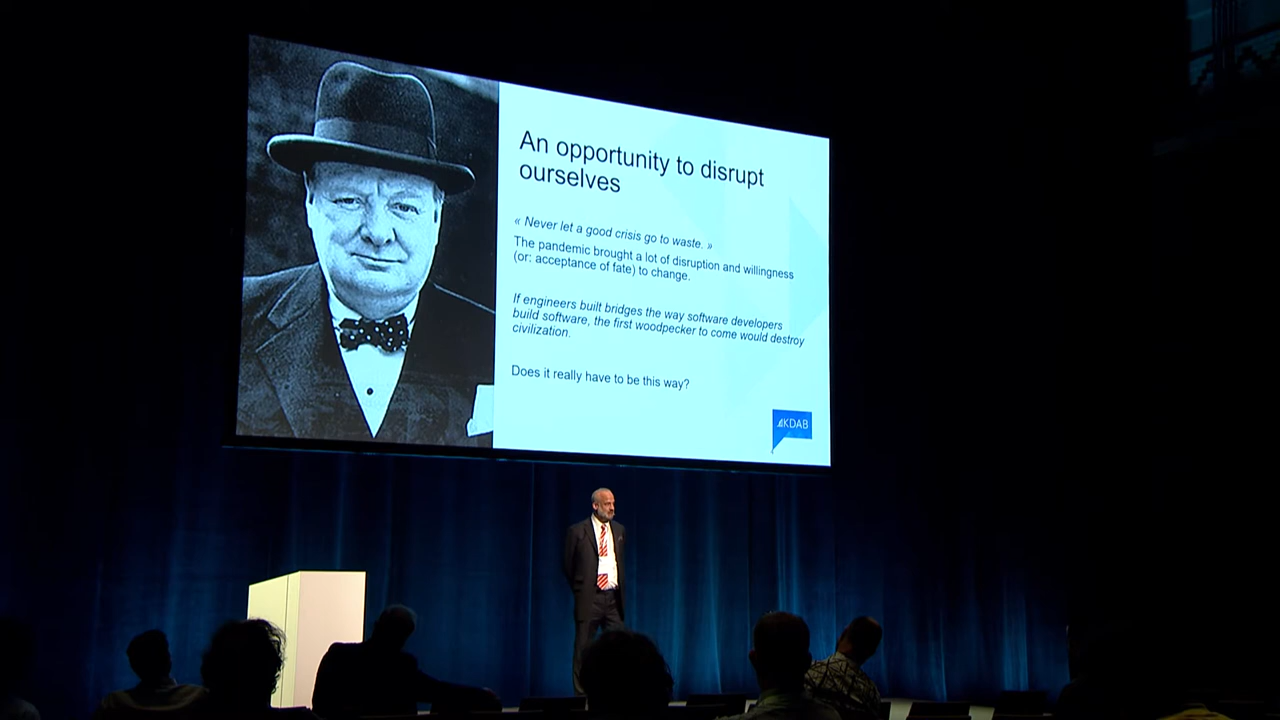 An opportunity to disrupt
ourselves
« Never let a good crisis go to waste. »
The pandemic brought a lot of disruption and willingness
(or: acceptance of fate) to change.
If engineers built bridges the way software developers
build software, the first woodpecker to come would destroy
civilization.
Does it really have to be this way?
KDAB